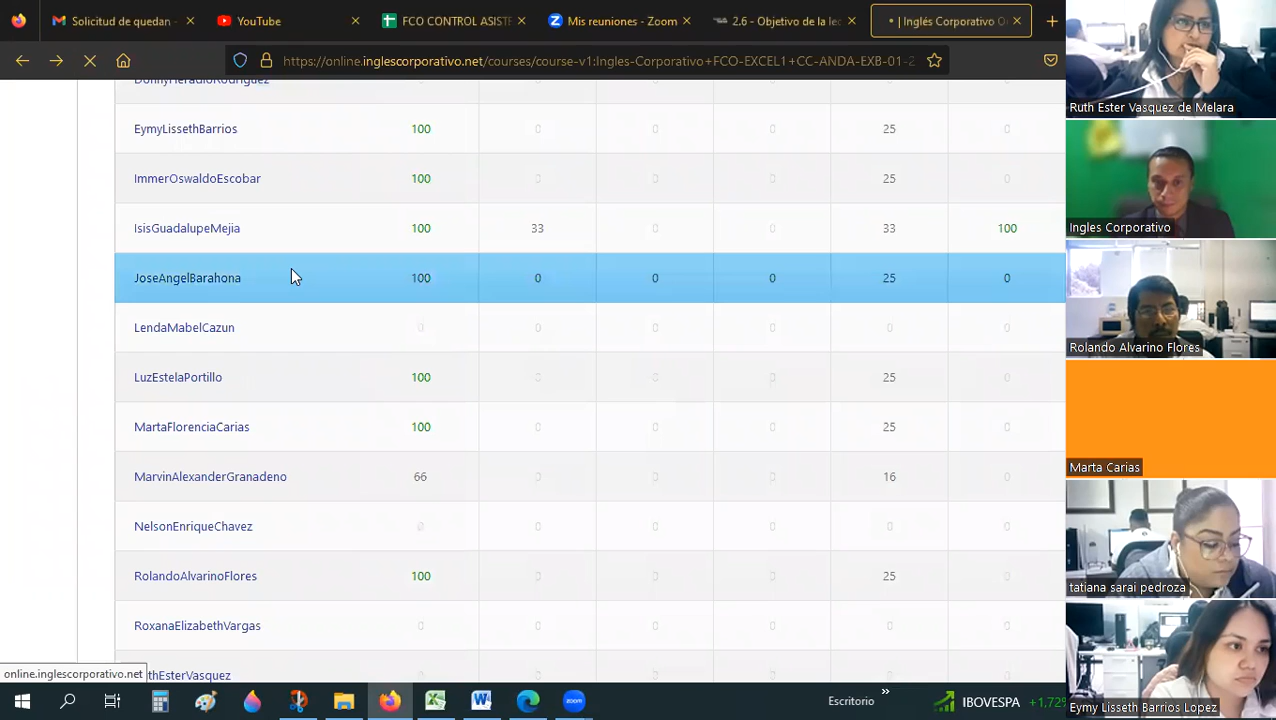 Solicitud de quedan
YouTube
FCO CONTROL ASIST
Mis reuniones - Zoom
2.6 - Objetivo de la lec
| Inglés Corporativo O
https://online.inglescorporativo.net/courses/course-v1:Ingles-Corporativo+FCO-EXCEL1+CC-ANDA-EXB-01-2
DonnyHeradioRodriguez
EymyLissethBarrios 100 0 0 0 25 0
ImmerOswaldoEscobar 100 0 0 0 25 0
IsisGuadalupeMejia 100 33 0 0 33 100
JoseAngelBarahona 100 0 0 0 25 0
LendaMabelCazun 0 0 0 0 0 0
LuzEstelaPortillo 100 0 0 0 25 0
MartaFlorenciaCarias 100 0 0 0 25 0
MarvinAlexanderGranadeno 66 0 0 0 16 0
NelsonEnriqueChavez 0 0 0 0 0 0
RolandoAlvarinoFlores 100 0 0 0 25 0
RoxanaElizabethVargas 0 0 0 0 0 0
thEsterVasquez
online.inglescorporativo.net
Escritorio
IBOVESPA +1,72%
Ruth Ester Vasquez de Melara
Ingles Corporativo
Rolando Alvarino Flores
Marta Carias
tatiana sarai pedroza
Eymy Lisseth Barrios Lopez